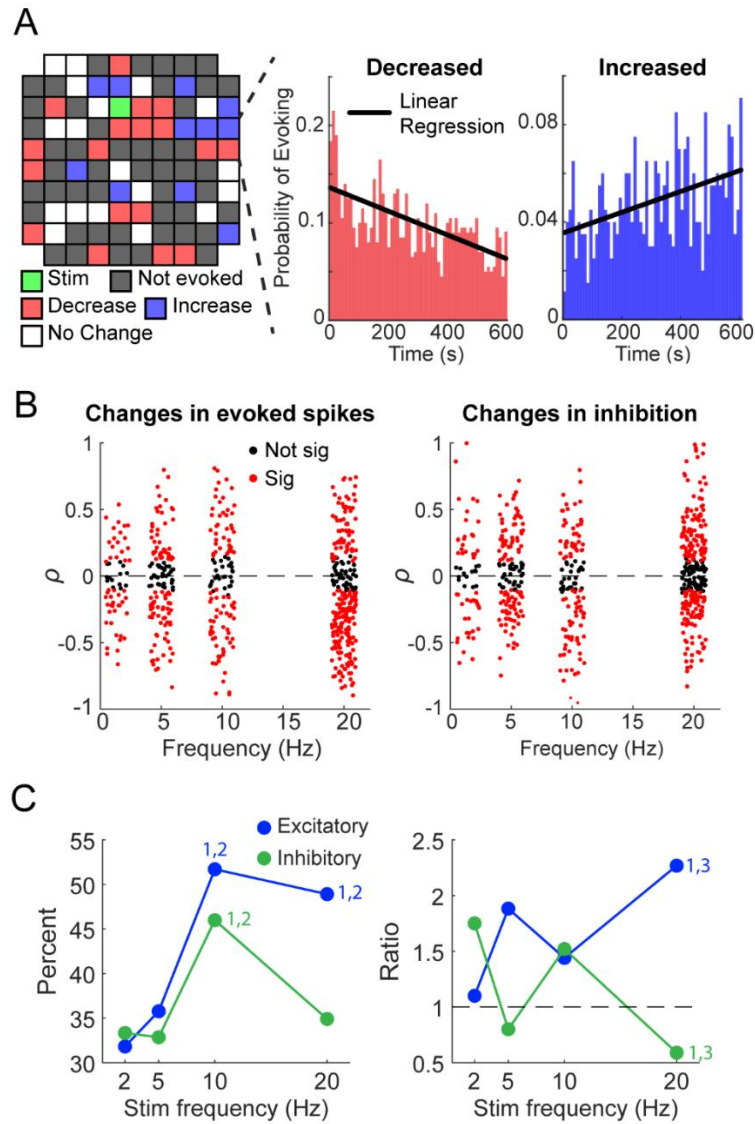 A
Stim
Not evoked
Decrease
Increase
No Change
Decreased
Linear
Regression
Probability of Evoking
0.2
0.1
0
0 200 400 600
Time (s)
Increased
0.08
0.04
0
0 200 400 600
Time (s)
B
Changes in evoked spikes
Not sig
Sig
ρ
1
0.5
0
-0.5
-1
0 5 10 15 20
Frequency (Hz)
Changes in inhibition
ρ
1
0.5
0
-0.5
-1
0 5 10 15 20
Frequency (Hz)
C
Excitatory
Inhibitory
Percent
55
50
45
40
35
30
1,2
1,2
1,2
2 5 10 20
Stim frequency (Hz)
Ratio
2.5
2
1.5
1
0.5
1,3
1,3
2 5 10 20
Stim frequency (Hz)